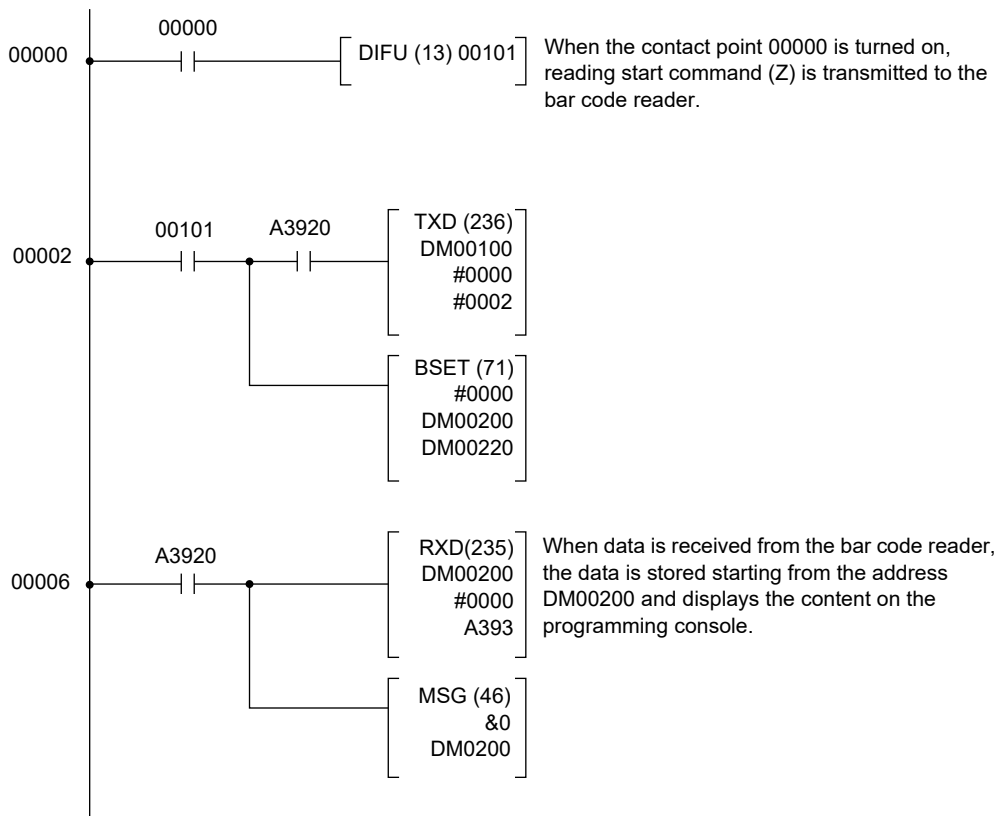 00000
00000
DIFU (13) 00101
When the contact point 00000 is turned on,
reading start command (Z) is transmitted to the
bar code reader.
00002
00101
A3920
TXD (236)
DM00100
#0000
#0002
BSET (71)
#0000
DM00200
DM00220
00006
A3920
RXD(235)
DM00200
#0000
A393
When data is received from the bar code reader,
the data is stored starting from the address
DM00200 and displays the content on the
programming console.
MSG (46)
&0
DM0200